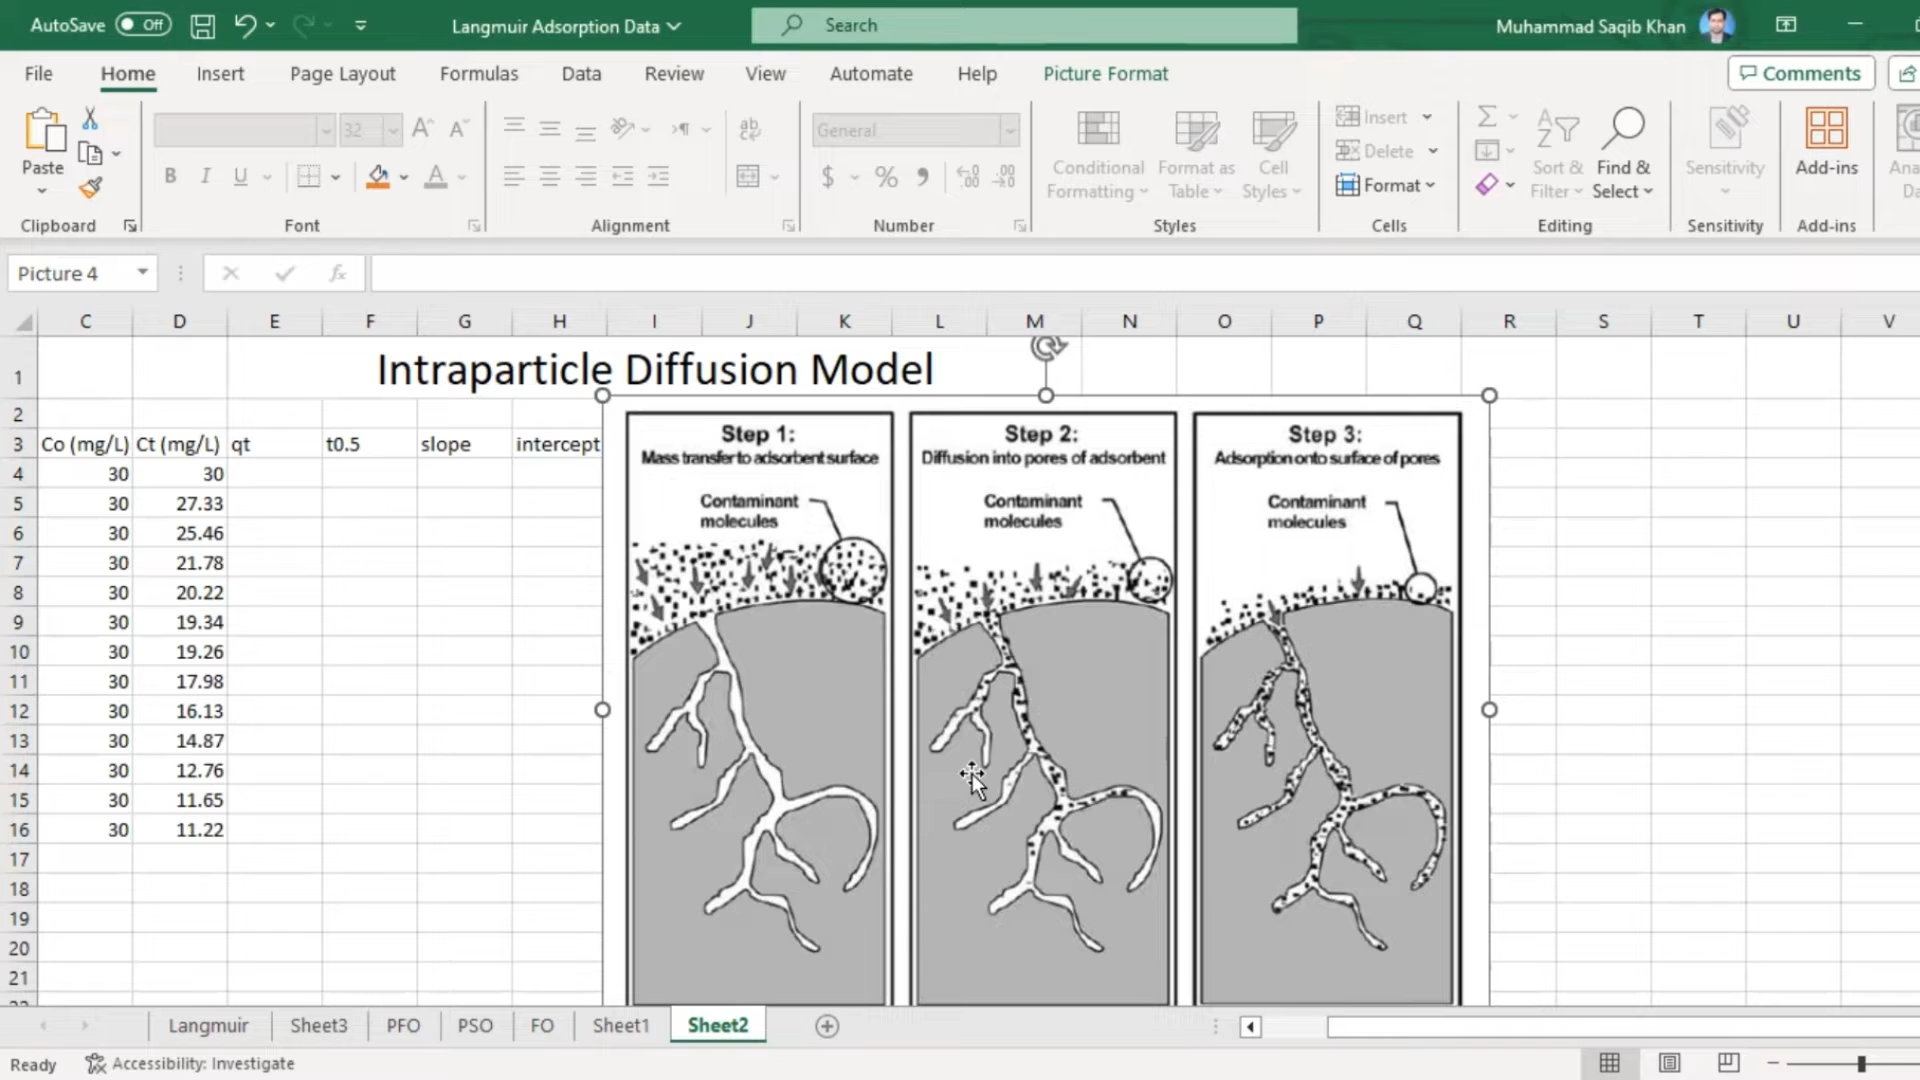 AutoSave Off Langmuir Adsorption Data Search Muhammad Saqib Khan
File Home Insert Page Layout Formulas Data Review View Automate Help Picture Format Comments
Paste
32
B I U
ab
General
$ % 9
Conditional Formatting
Format as Table
Cell Styles
Insert
Delete
Format
Sort & Filter
Find & Select
Sensitivity
Add-ins
Clipboard Font Alignment Number Styles Cells Editing Sensitivity Add-ins
Picture 4 fx
C D E F G H I J K L M N O P Q R S T U V
1 Intraparticle Diffusion Model
2
3 Co (mg/L) Ct (mg/L) qt t0.5 slope intercept
4 30 30
5 30 27.33
6 30 25.46
7 30 21.78
8 30 20.22
9 30 19.34
10 30 19.26
11 30 17.98
12 30 16.13
13 30 14.87
14 30 12.76
15 30 11.65
16 30 11.22
17
18
19
20
21
Step 1:
Mass transfer to adsorbent surface
Contaminant
molecules
Step 2:
Diffusion into pores of adsorbent
Contaminant
molecules
Step 3:
Adsorption onto surface of pores
Contaminant
molecules
Langmuir Sheet3 PFO PSO FO Sheet1 Sheet2
Ready Accessibility: Investigate